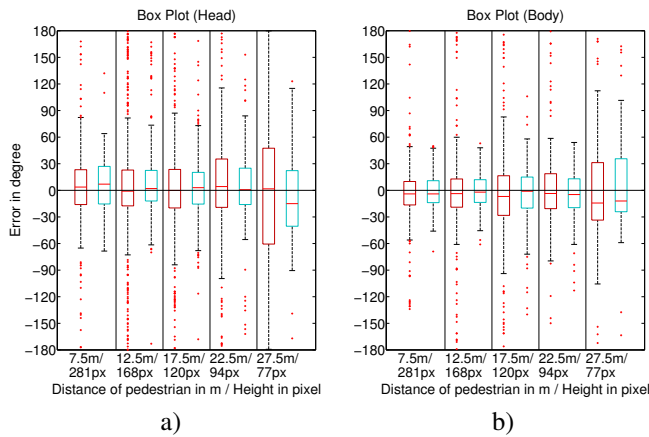 Box Plot (Head)
180
150
120
90
60
30
0
−30
−60
−90
−120
−150
−180
Error in degree
7.5m/ 12.5m/ 17.5m/ 22.5m/ 27.5m/
281px 168px 120px 94px 77px
Distance of pedestrian in m / Height in pixel
a)
Box Plot (Body)
180
150
120
90
60
30
0
−30
−60
−90
−120
−150
−180
7.5m/ 12.5m/ 17.5m/ 22.5m/ 27.5m/
281px 168px 120px 94px 77px
Distance of pedestrian in m / Height in pixel
b)